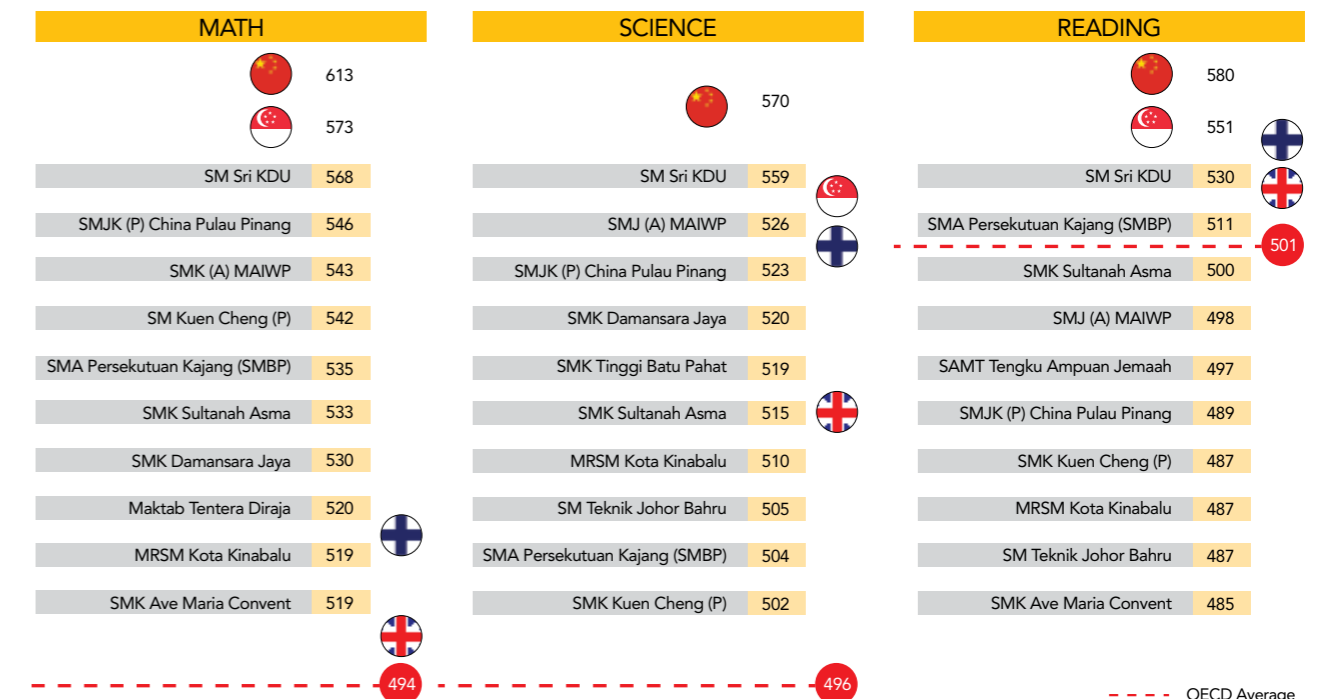 MATH
613
573
SM Sri KDU 568
SMJK (P) China Pulau Pinang 546
SMK (A) MAIWP 543
SM Kuen Cheng (P) 542
SMA Persekutuan Kajang (SMBP) 535
SMK Sultanah Asma 533
SMK Damansara Jaya 530
Maktab Tentera Diraja 520
MRSM Kota Kinabalu 519
SMK Ave Maria Convent 519
494
SCIENCE
570
SM Sri KDU 559
SMJ (A) MAIWP 526
SMJK (P) China Pulau Pinang 523
SMK Damansara Jaya 520
SMK Tinggi Batu Pahat 519
SMK Sultanah Asma 515
MRSM Kota Kinabalu 510
SM Teknik Johor Bahru 505
SMA Persekutuan Kajang (SMBP) 504
SMK Kuen Cheng (P) 502
496
READING
580
551
SM Sri KDU 530
SMA Persekutuan Kajang (SMBP) 511
501
SMK Sultanah Asma 500
SMJ (A) MAIWP 498
SAMT Tengku Ampuan Jemaah 497
SMJK (P) China Pulau Pinang 489
SMK Kuen Cheng (P) 487
MRSM Kota Kinabalu 487
SM Teknik Johor Bahru 487
SMK Ave Maria Convent 485
OECD Average